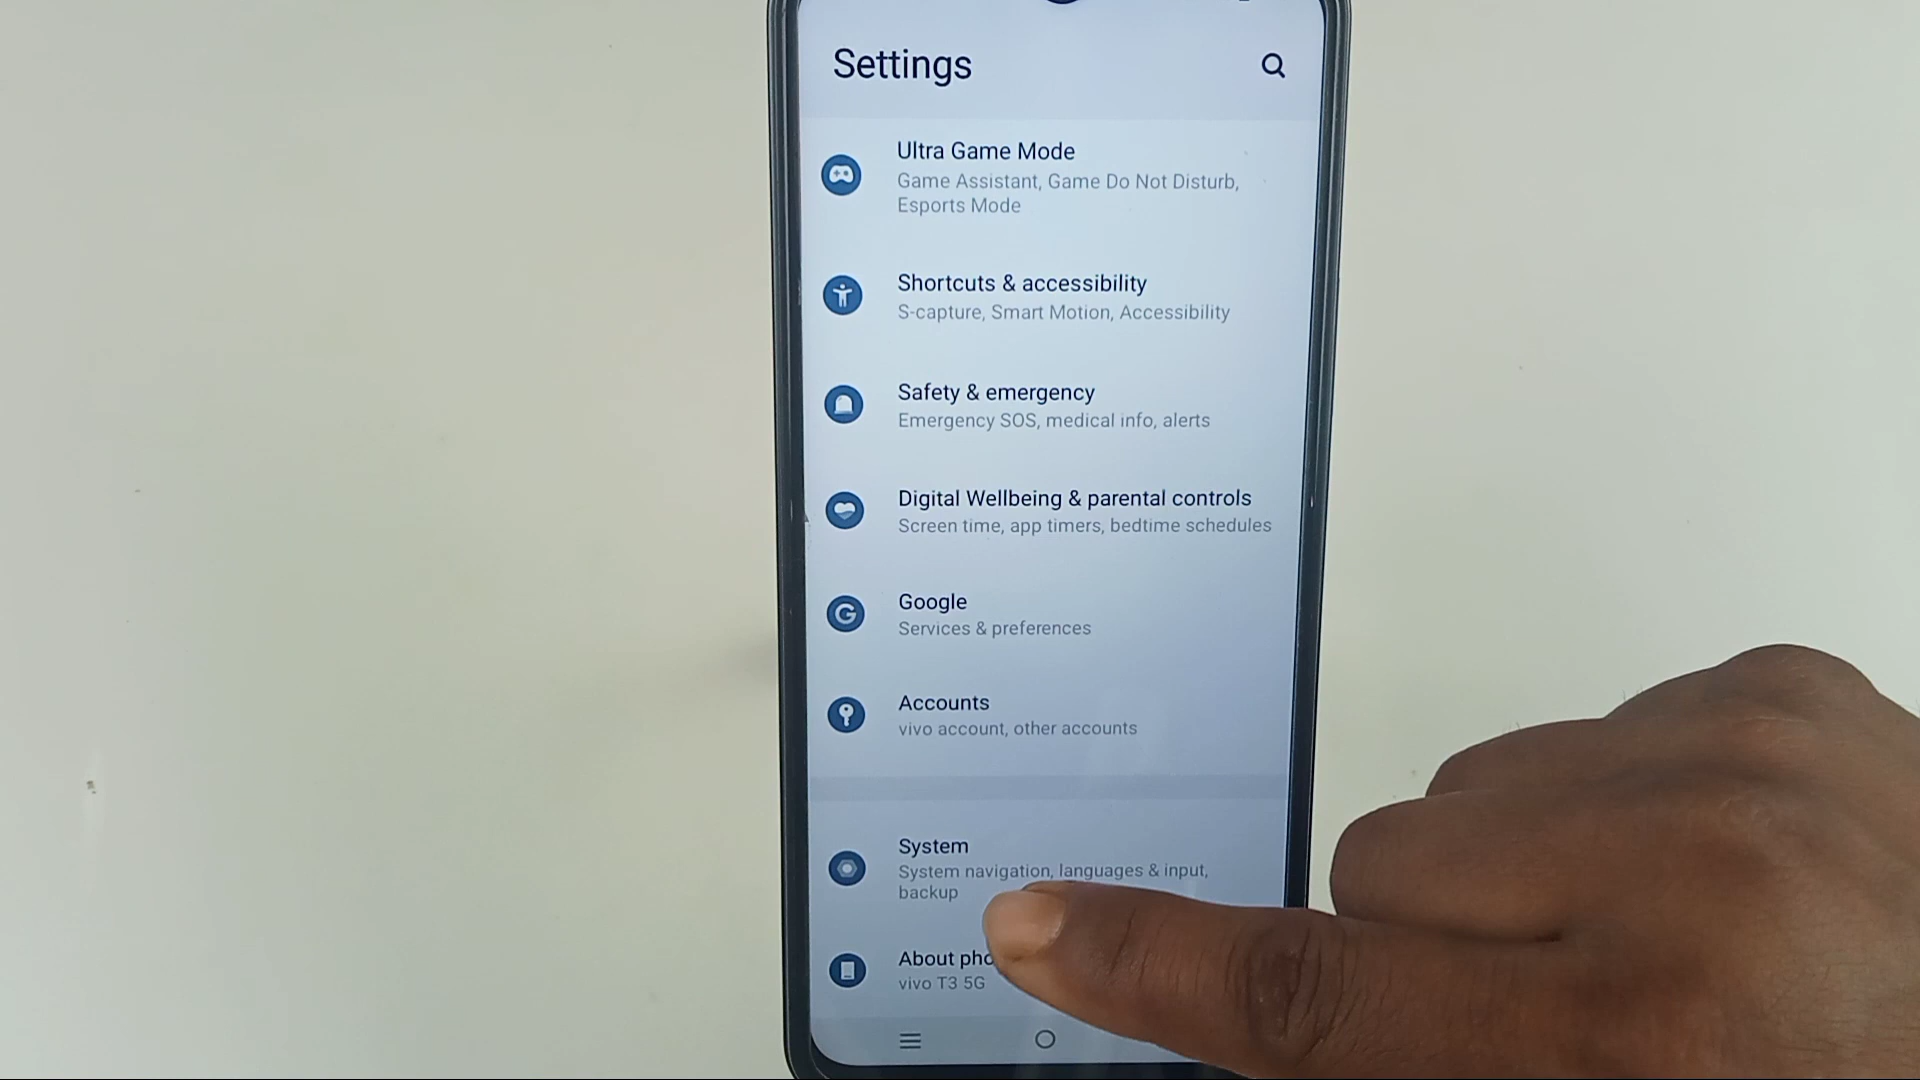 Settings
Ultra Game Mode
Game Assistant, Game Do Not Disturb,
Esports Mode
Shortcuts & accessibility
S-capture, Smart Motion, Accessibility
Safety & emergency
Emergency SOS, medical info, alerts
Digital Wellbeing & parental controls
Screen time, app timers, bedtime schedules
Google
Services & preferences
Accounts
vivo account, other accounts
System
System navigation, languages & input,
backup
About
vivo T3 5G